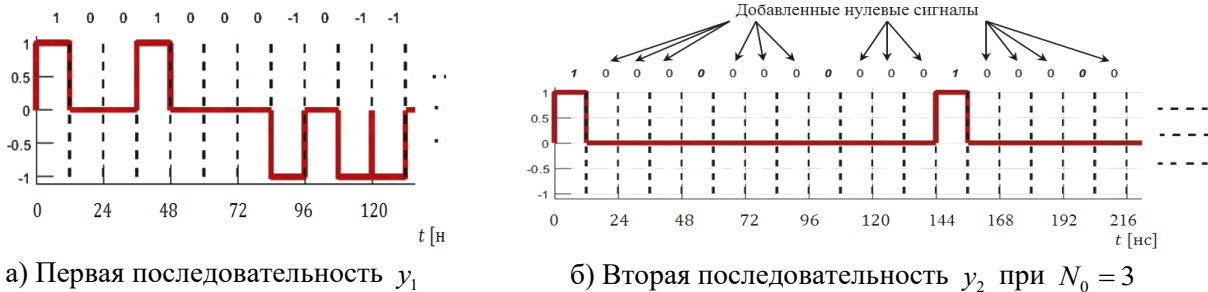 1 0 0 1 0 0 0 -1 0 -1 -1
1
0.5
0
-0.5
-1
0 24 48 72 96 120
t [н
а) Первая последовательность y₁
Добавленные нулевые сигналы
1 0 0 0 0 0 0 0 0 0 0 0 1 0 0 0 0 0
1
0.5
0
-0.5
-1
0 24 48 72 96 120 144 168 192 216
t [нс]
б) Вторая последовательность y₂ при N₀ = 3